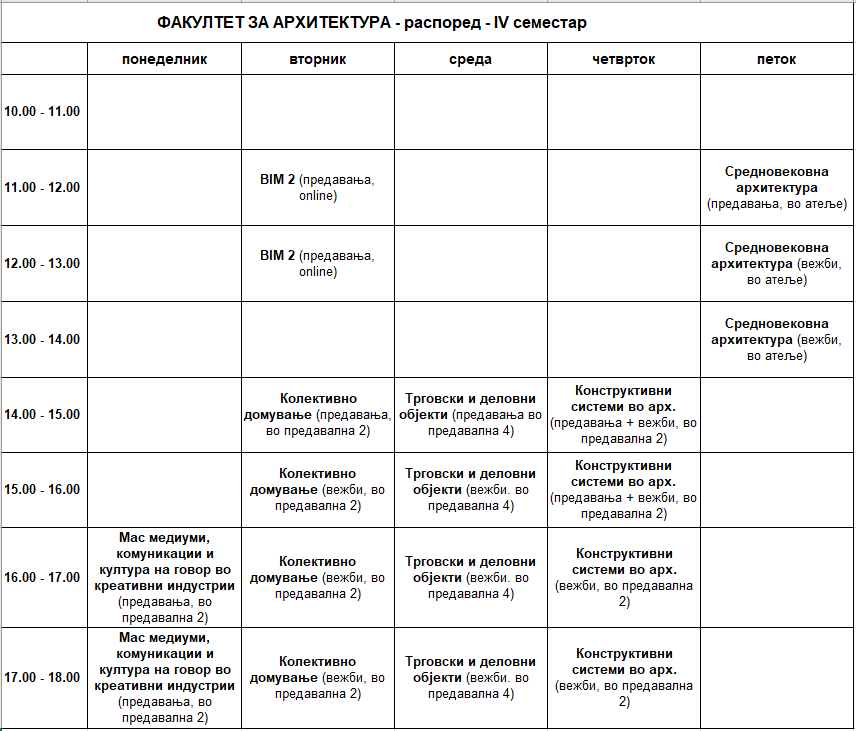 ФАКУЛТЕТ ЗА АРХИТЕКТУРА - распоред - IV семестар
понеделник вторник среда четврток петок
10.00 - 11.00
11.00 - 12.00
BIM 2 (предавања,
online)
Средновековна
архитектура
(предавања, во атеље)
12.00 - 13.00
BIM 2 (предавања,
online)
Средновековна
архитектура (вежби,
во атеље)
13.00 - 14.00
Средновековна
архитектура (вежби,
во атеље)
14.00 - 15.00
Колективно
домување (предавања,
во предавална 2)
Трговски и деловни
објекти (предавања во
предавална 4)
Конструктивни
системи во арх.
(предавања + вежби, во
предавална 2)
15.00 - 16.00
Колективно
домување (вежби, во
предавална 2)
Трговски и деловни
објекти (вежби. во
предавална 4)
Конструктивни
системи во арх.
(предавања + вежби, во
предавална 2)
16.00 - 17.00
Мас медиуми,
комуникации и
култура на говор во
креативни индустрии
(предавања, во
предавална 2)
Колективно
домување (вежби, во
предавална 2)
Трговски и деловни
објекти (вежби. во
предавална 4)
Конструктивни
системи во арх.
(вежби, во предавална
2)
17.00 - 18.00
Мас медиуми,
комуникации и
култура на говор во
креативни индустрии
(предавања, во
предавална 2)
Колективно
домување (вежби, во
предавална 2)
Трговски и деловни
објекти (вежби. во
предавална 4)
Конструктивни
системи во арх.
(вежби, во предавална
2)